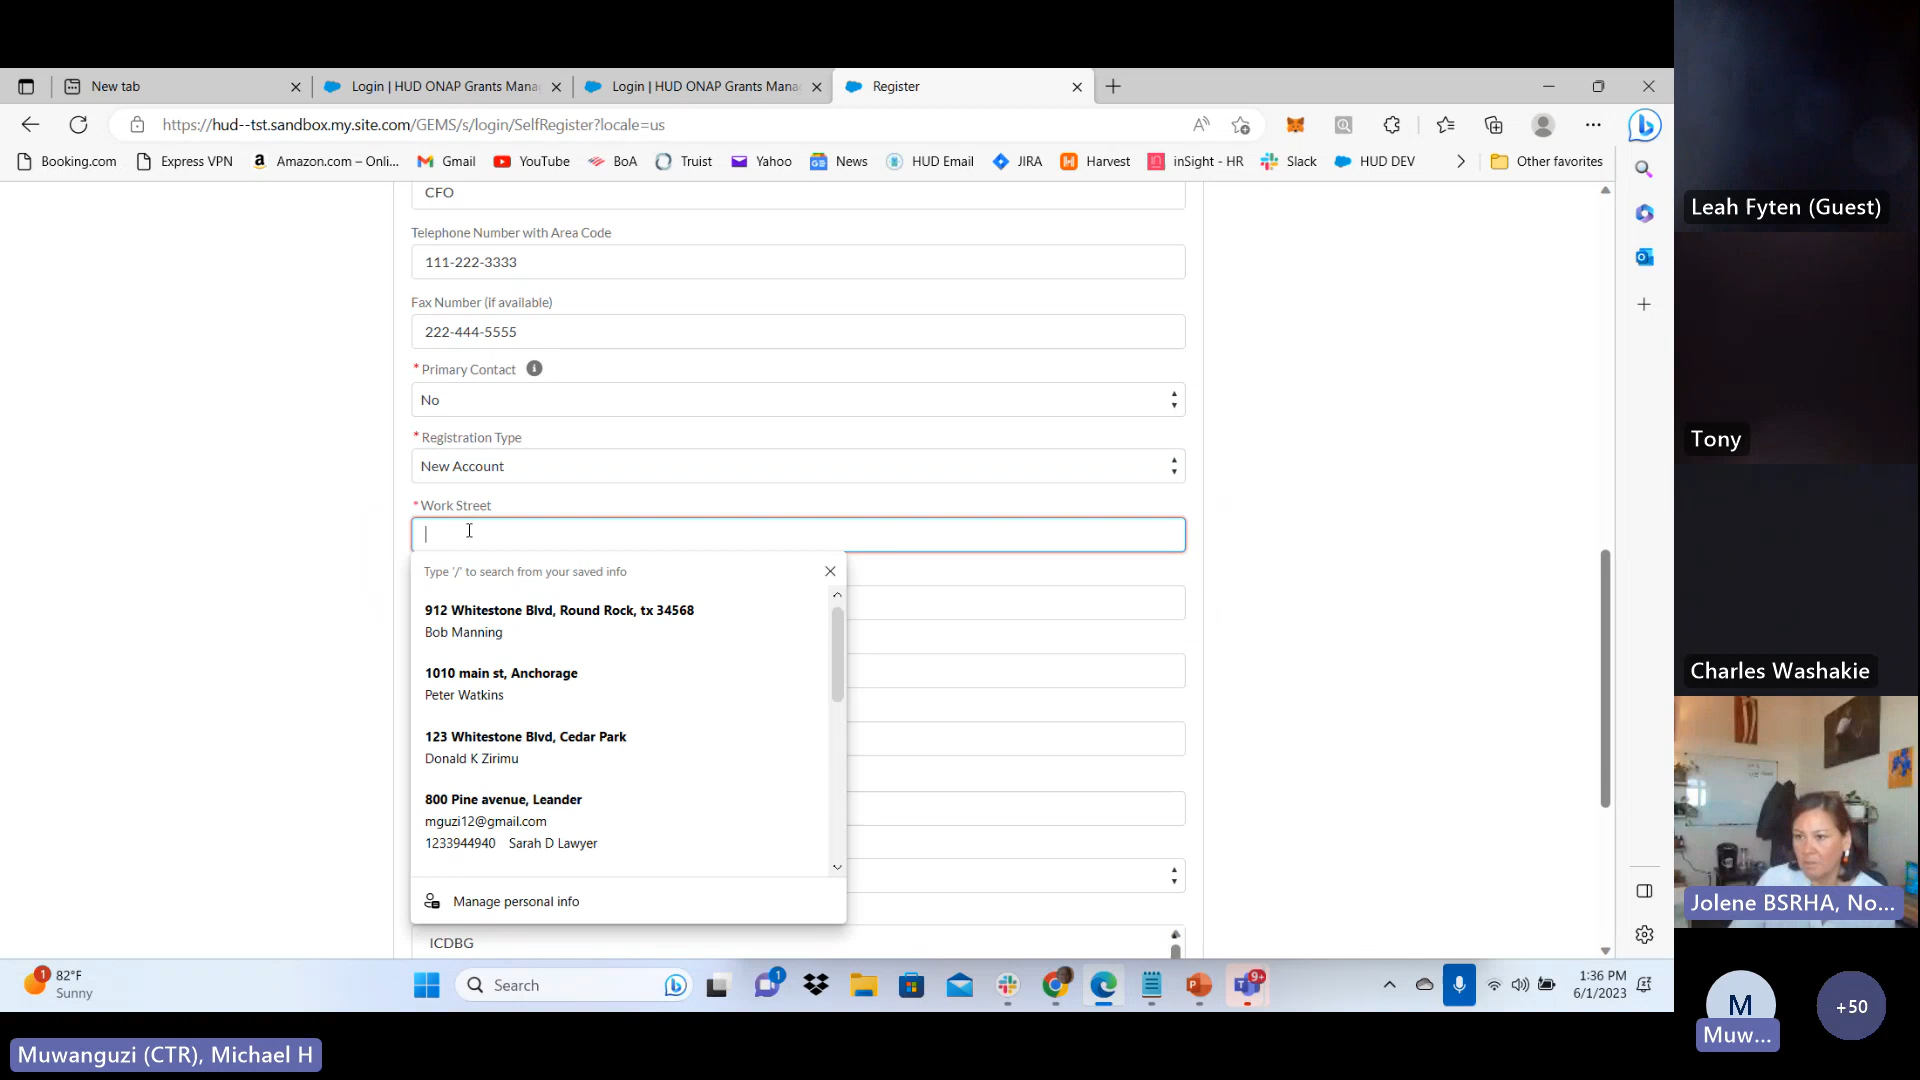 New tab
Login | HUD ONAP Grants Mana
Login | HUD ONAP Grants Mana
Register
https://hud--tst.sandbox.my.site.com/GEMS/s/login/SelfRegister?locale=us
Booking.com
Express VPN
Amazon.com – Onli...
Gmail
YouTube
BoA
Truist
Yahoo
News
HUD Email
JIRA
Harvest
inSight - HR
Slack
HUD DEV
Other favorites
CFO
Telephone Number with Area Code
111-222-3333
Fax Number (if available)
222-444-5555
* Primary Contact
No
* Registration Type
New Account
* Work Street
Type '/' to search from your saved info
912 Whitestone Blvd, Round Rock, tx 34568
Bob Manning
1010 main st, Anchorage
Peter Watkins
123 Whitestone Blvd, Cedar Park
Donald K Zirimu
800 Pine avenue, Leander
mguzi12@gmail.com
1233944940 Sarah D Lawyer
Manage personal info
ICDBG
Leah Fyten (Guest)
Tony
Charles Washakie
Jolene BSRHA, No...
M
Muw...
+50
1
82°F
Sunny
Search
1
9+
1:36 PM
6/1/2023
Muwanguzi (CTR), Michael H